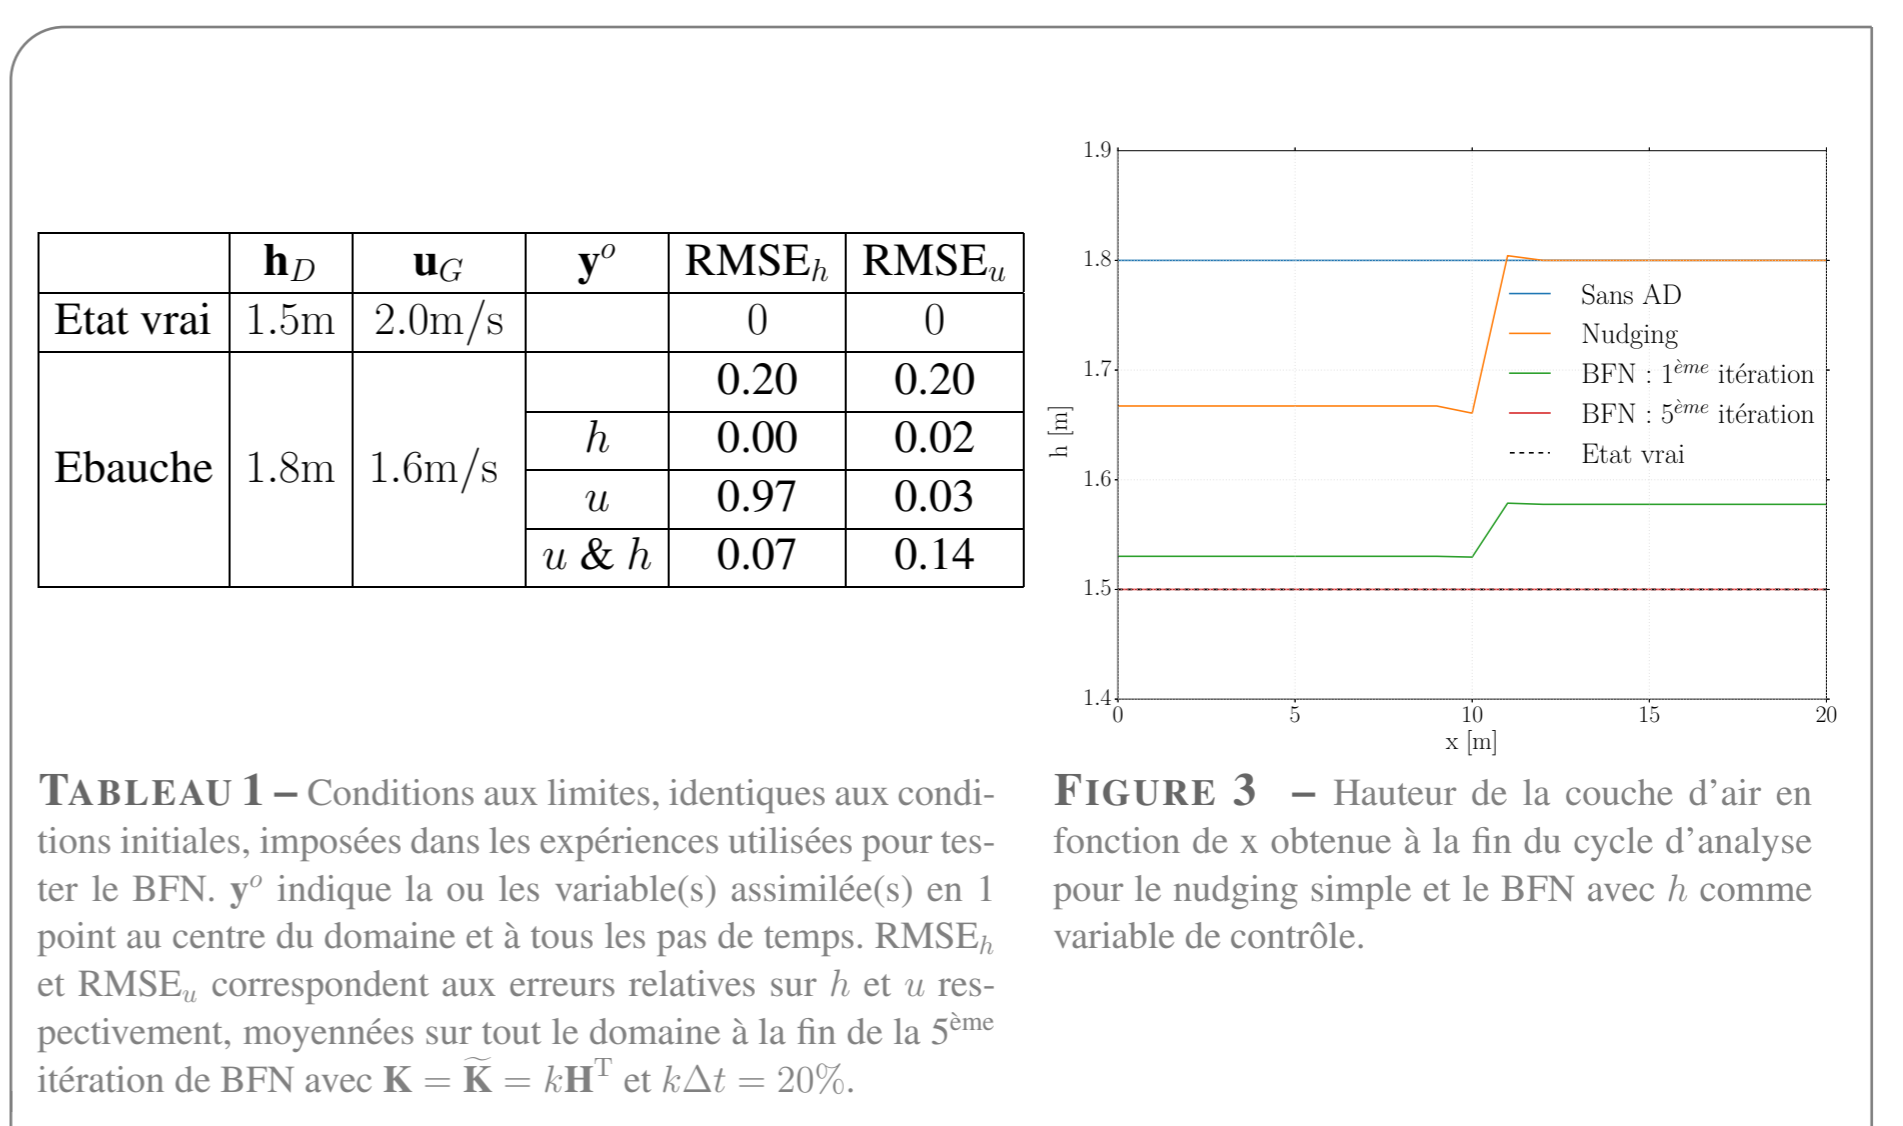 h_D u_G y^o RMSE_h RMSE_u
Etat vrai 1.5m 2.0m/s 0 0
Ebauche 1.8m 1.6m/s
0.20 0.20
h 0.00 0.02
u 0.97 0.03
u & h 0.07 0.14
TABLEAU 1 – Conditions aux limites, identiques aux condi-
tions initiales, imposées dans les expériences utilisées pour tes-
ter le BFN. y^o indique la ou les variable(s) assimilée(s) en 1
point au centre du domaine et à tous les pas de temps. RMSE_h
et RMSE_u correspondent aux erreurs relatives sur h et u res-
pectivement, moyennées sur tout le domaine à la fin de la 5ème
itération de BFN avec K = K̃ = kH^T et kΔt = 20%.
1.9
1.8
1.7
1.6
1.5
1.4
h [m]
Sans AD
Nudging
BFN : 1ème itération
BFN : 5ème itération
Etat vrai
0 5 10 15 20
x [m]
FIGURE 3 – Hauteur de la couche d'air en
fonction de x obtenue à la fin du cycle d'analyse
pour le nudging simple et le BFN avec h comme
variable de contrôle.